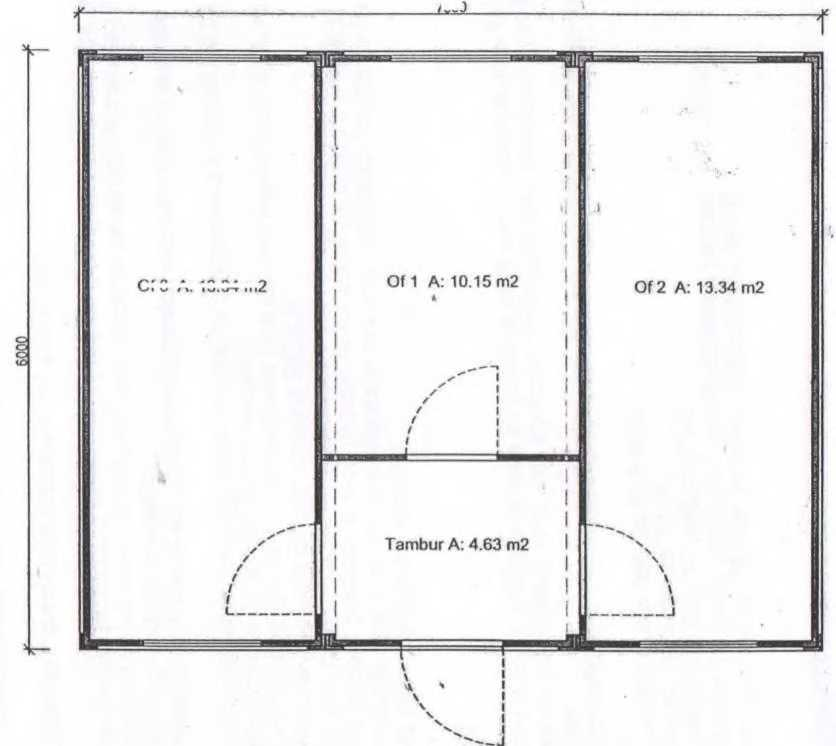 6000
Of 1 A: 10.15 m2
Of 2 A: 13.34 m2
Tambur A: 4.63 m2